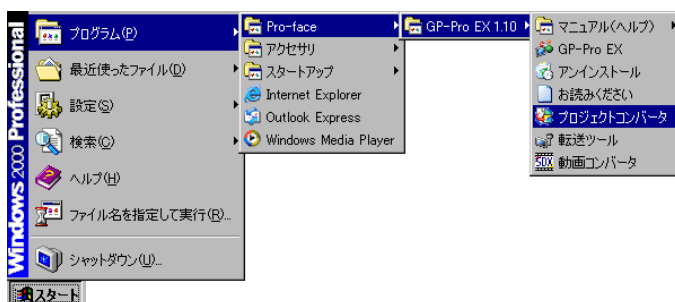 Windows 2000 Professional
プログラム(P)
最近使ったファイル(D)
設定(S)
検索(C)
ヘルプ(H)
ファイル名を指定して実行(R)...
シャットダウン(U)...
スタート
Pro-face
アクセサリ
スタートアップ
Internet Explorer
Outlook Express
Windows Media Player
GP-Pro EX 1.10
マニュアル(ヘルプ)
GP-Pro EX
アンインストール
お読みください
プロジェクトコンバータ
転送ツール
SDX 動画コンバータ